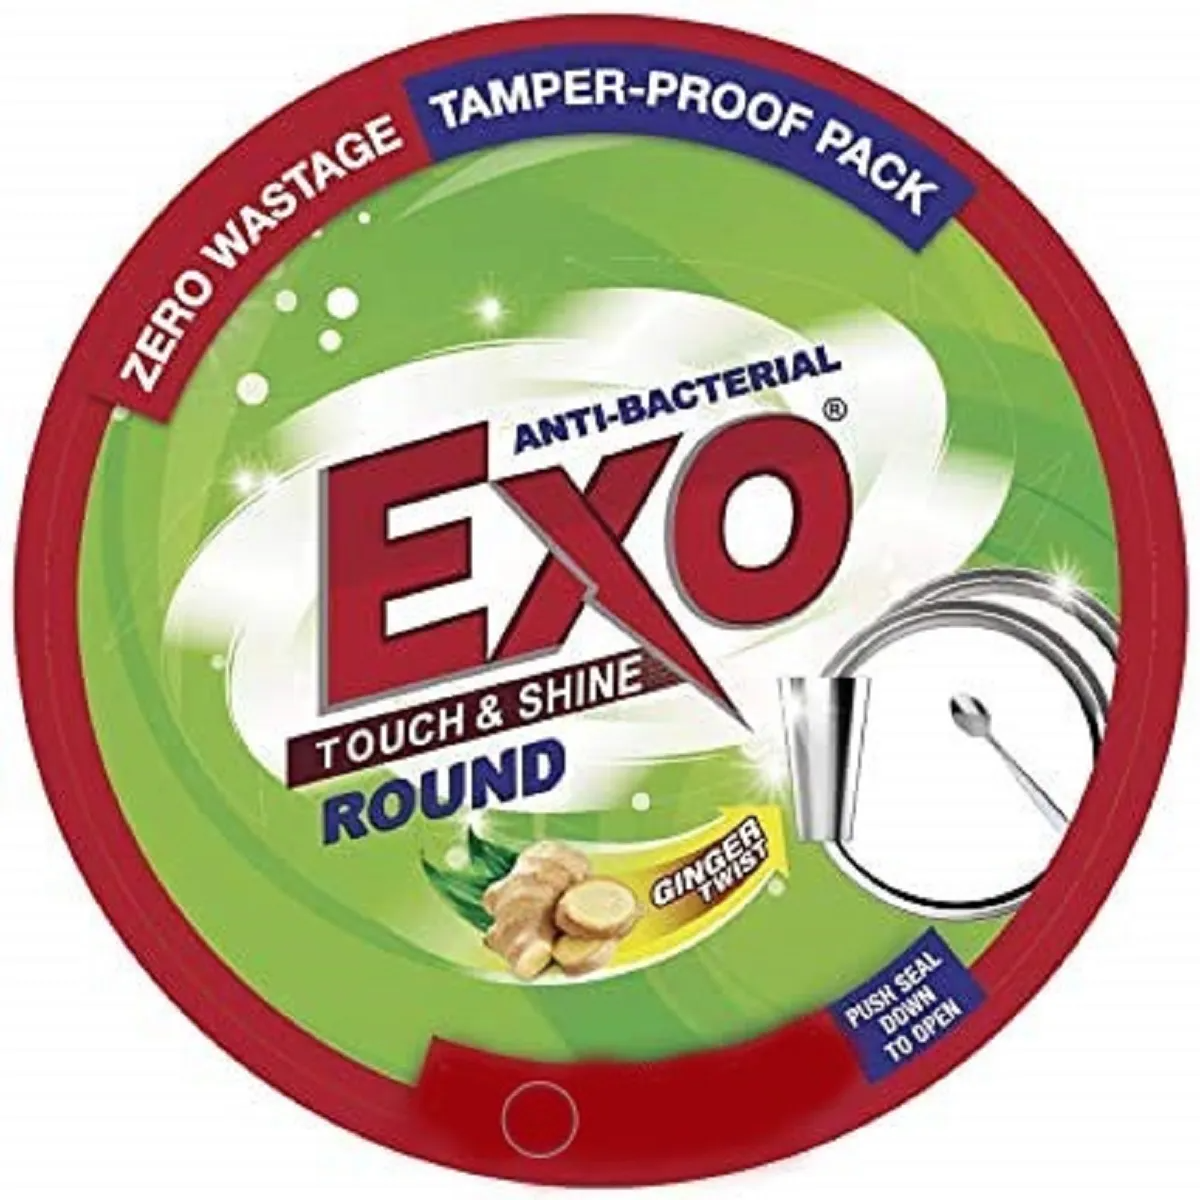 ZERO WASTAGE
TAMPER-PROOF PACK
ANTI-BACTERIAL
EXO®
TOUCH & SHINE
ROUND
GINGER
TWIST
PUSH SEAL
DOWN
TO OPEN